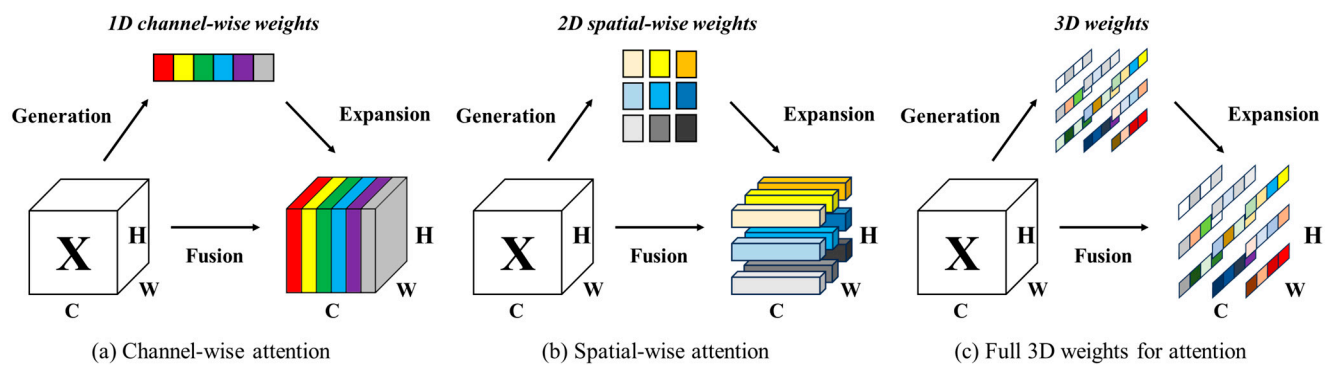 1D channel-wise weights
Generation
Expansion
X
H
Fusion
H
W
W
C
C
(a) Channel-wise attention
2D spatial-wise weights
Generation
Expansion
X
H
Fusion
H
W
W
C
C
(b) Spatial-wise attention
3D weights
Generation
Expansion
X
H
Fusion
H
W
W
C
C
(c) Full 3D weights for attention